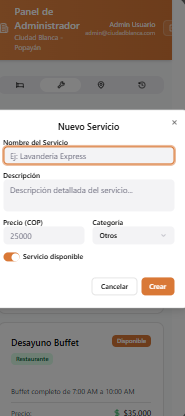 Panel de
Administrador
Ciudad Blanca -
Popayán
Admin Usuario
admin@ciudadblanca.com
Nuevo Servicio
×
Nombre del Servicio
Ej: Lavandería Express
Descripción
Descripción detallada del servicio...
Precio (COP)
Categoría
25000
Otros
Servicio disponible
Cancelar
Crear
Desayuno Buffet
Disponible
Restaurante
Buffet completo de 7:00 AM a 10:00 AM
Precio:
$ $35.000